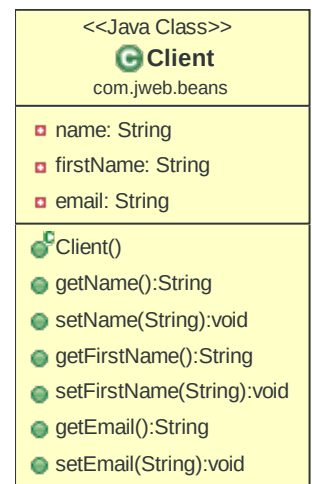 <<Java Class>>
Client
com.jweb.beans
name: String
firstName: String
email: String
Client()
getName():String
setName(String):void
getFirstName():String
setFirstName(String):void
getEmail():String
setEmail(String):void